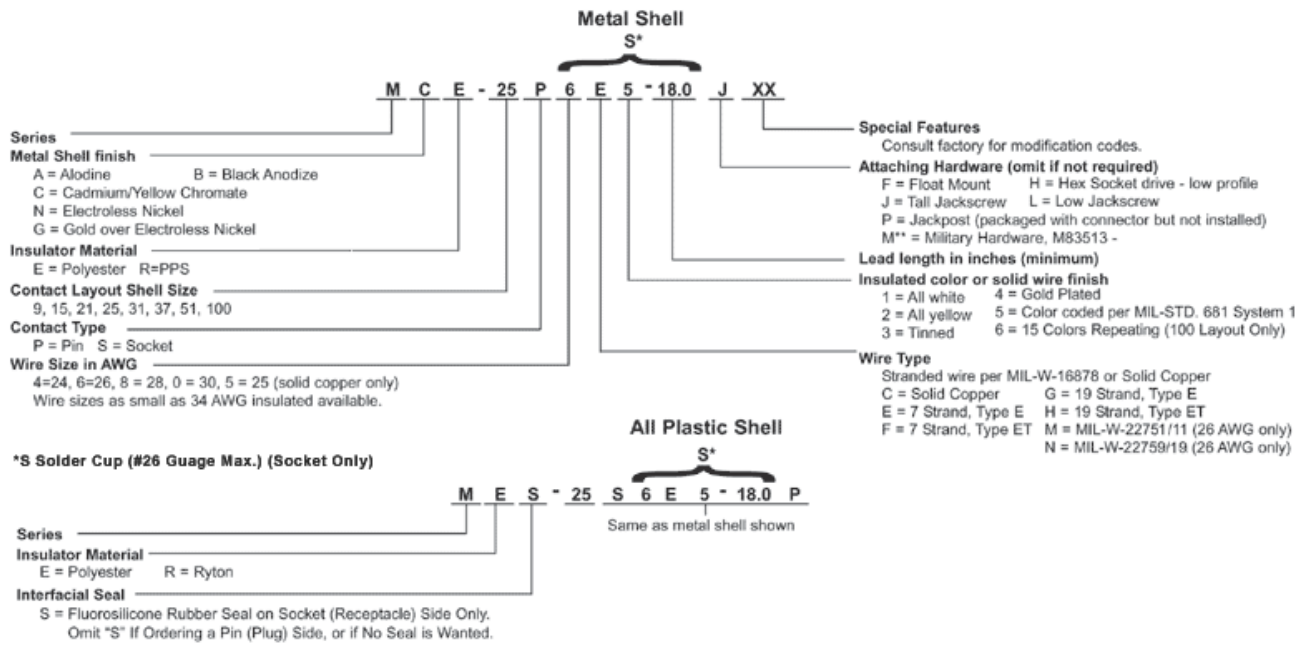 Metal Shell
S*
M C E - 25 P 6 E 5 - 18.0 J XX
Series
Metal Shell finish
A = Alodine B = Black Anodize
C = Cadmium/Yellow Chromate
N = Electroless Nickel
G = Gold over Electroless Nickel
Insulator Material
E = Polyester R=PPS
Contact Layout Shell Size
9, 15, 21, 25, 31, 37, 51, 100
Contact Type
P = Pin S = Socket
Wire Size in AWG
4=24, 6=26, 8 = 28, 0 = 30, 5 = 25 (solid copper only)
Wire sizes as small as 34 AWG insulated available.
*S Solder Cup (#26 Guage Max.) (Socket Only)
Special Features
Consult factory for modification codes.
Attaching Hardware (omit if not required)
F = Float Mount H = Hex Socket drive - low profile
J = Tall Jackscrew L = Low Jackscrew
P = Jackpost (packaged with connector but not installed)
M** = Military Hardware, M83513 -
Lead length in inches (minimum)
Insulated color or solid wire finish
1 = All white 4 = Gold Plated
2 = All yellow 5 = Color coded per MIL-STD. 681 System 1
3 = Tinned 6 = 15 Colors Repeating (100 Layout Only)
Wire Type
Stranded wire per MIL-W-16878 or Solid Copper
C = Solid Copper G = 19 Strand, Type E
E = 7 Strand, Type E H = 19 Strand, Type ET
F = 7 Strand, Type ET M = MIL-W-22751/11 (26 AWG only)
N = MIL-W-22759/19 (26 AWG only)
All Plastic Shell
S*
M E S - 25 S 6 E 5 - 18.0 P
Same as metal shell shown
Series
Insulator Material
E = Polyester R = Ryton
Interfacial Seal
S = Fluorosilicone Rubber Seal on Socket (Receptacle) Side Only.
Omit "S" If Ordering a Pin (Plug) Side, or if No Seal is Wanted.